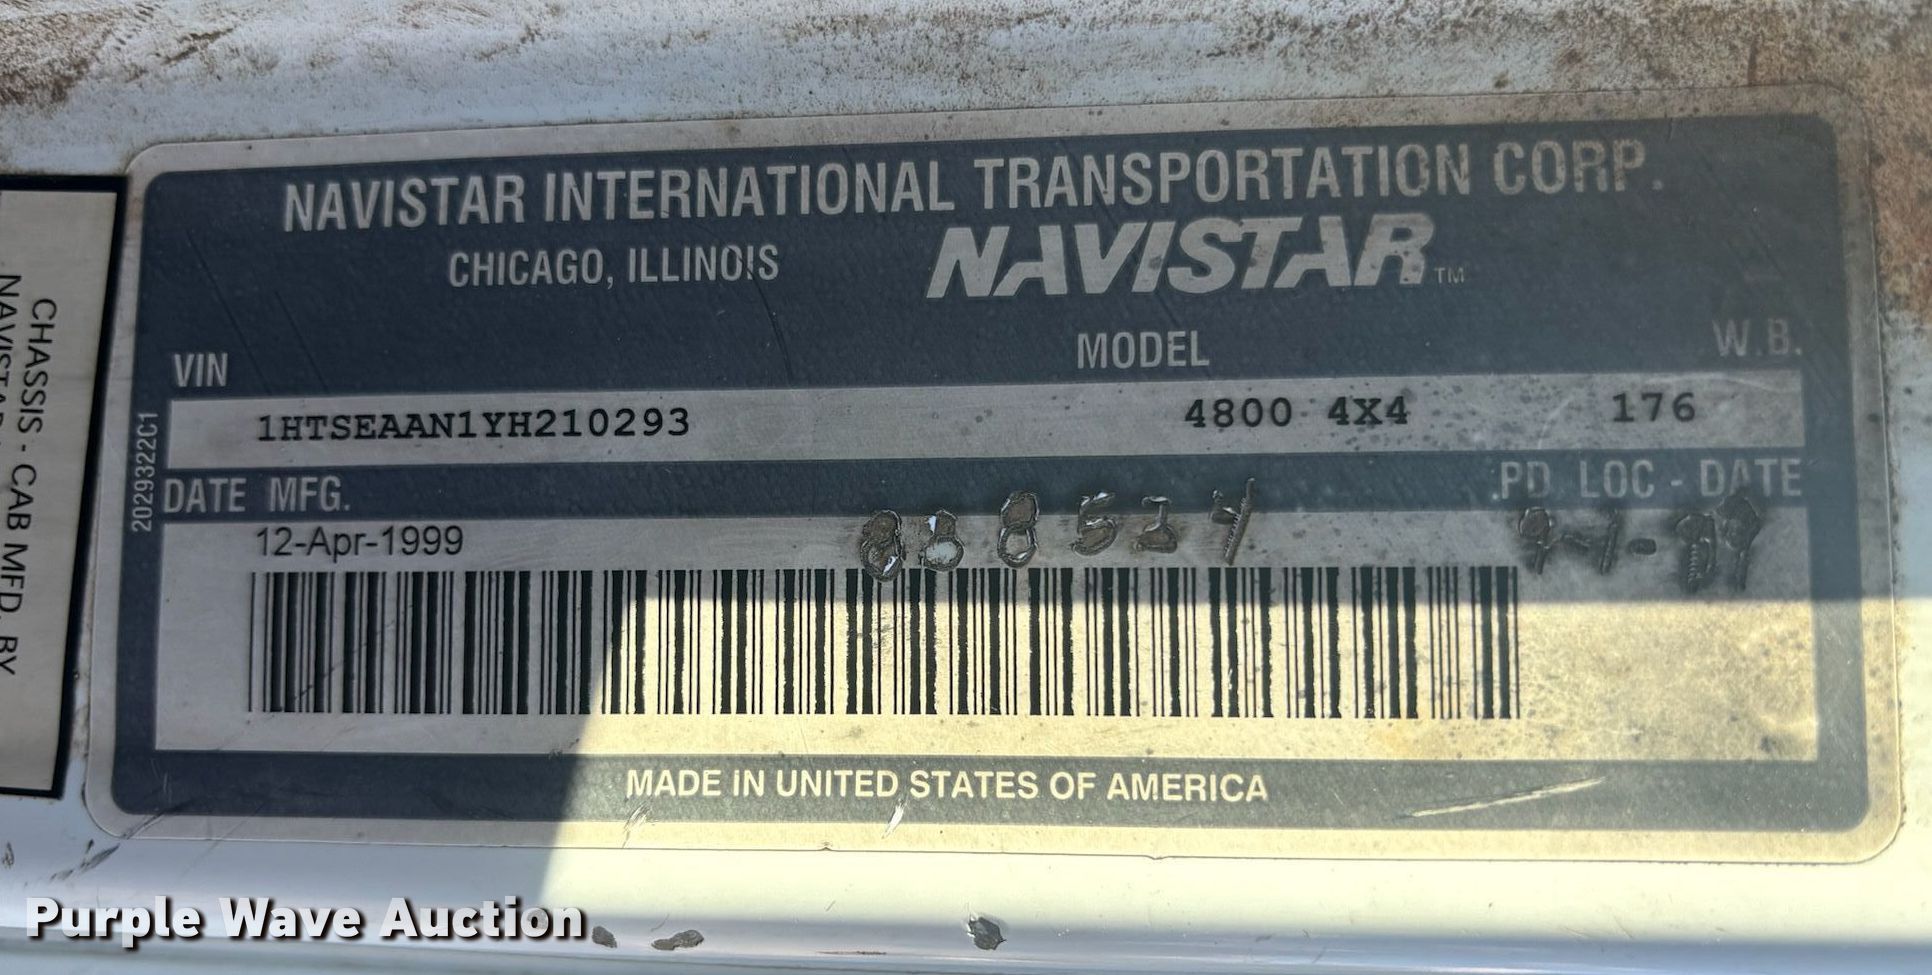 NAVISTAR INTERNATIONAL TRANSPORTATION CORP.
CHICAGO, ILLINOIS
NAVISTAR TM
VIN MODEL W.B.
1HTSEAAN1YH210293 4800 4X4 176
DATE MFG. PD LOC - DATE
12-Apr-1999
MADE IN UNITED STATES OF AMERICA
2029322C1
CHASSIS - CAB MFD. BY
Purple Wave Auction